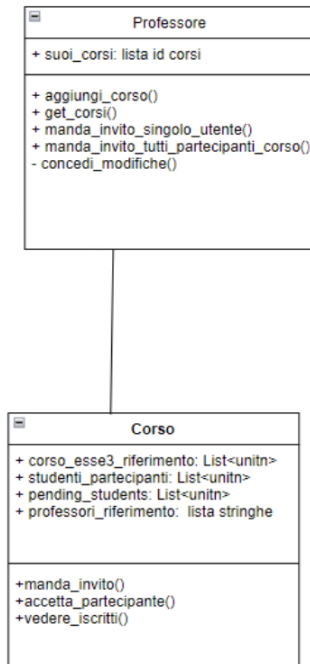 Professore
+ suoi_corsi: lista id corsi
+ aggiungi_corso()
+ get_corsi()
+ manda_invito_singolo_utente()
+ manda_invito_tutti_partecipanti_corso()
- concedi_modifiche()
Corso
+ corso_esse3_riferimento: List<unitn>
+ studenti_partecipanti: List<unitn>
+ pending_students: List<unitn>
+ professori_riferimento: lista stringhe
+manda_invito()
+accetta_partecipante()
+vedere_iscritti()